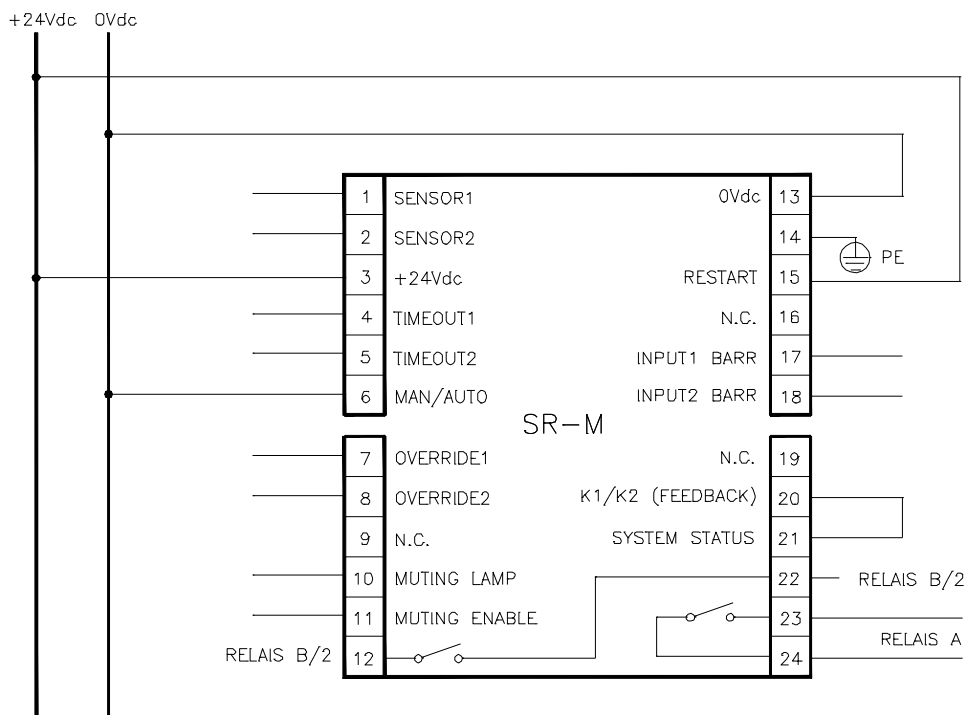 +24Vdc 0Vdc
1 SENSOR1 0Vdc 13
2 SENSOR2 14 PE
3 +24Vdc RESTART 15
4 TIMEOUT1 N.C. 16
5 TIMEOUT2 INPUT1 BARR 17
6 MAN/AUTO INPUT2 BARR 18
SR-M
7 OVERRIDE1 N.C. 19
8 OVERRIDE2 K1/K2 (FEEDBACK) 20
9 N.C. SYSTEM STATUS 21
10 MUTING LAMP 22 RELAIS B/2
11 MUTING ENABLE 23
RELAIS A
RELAIS B/2 12 24